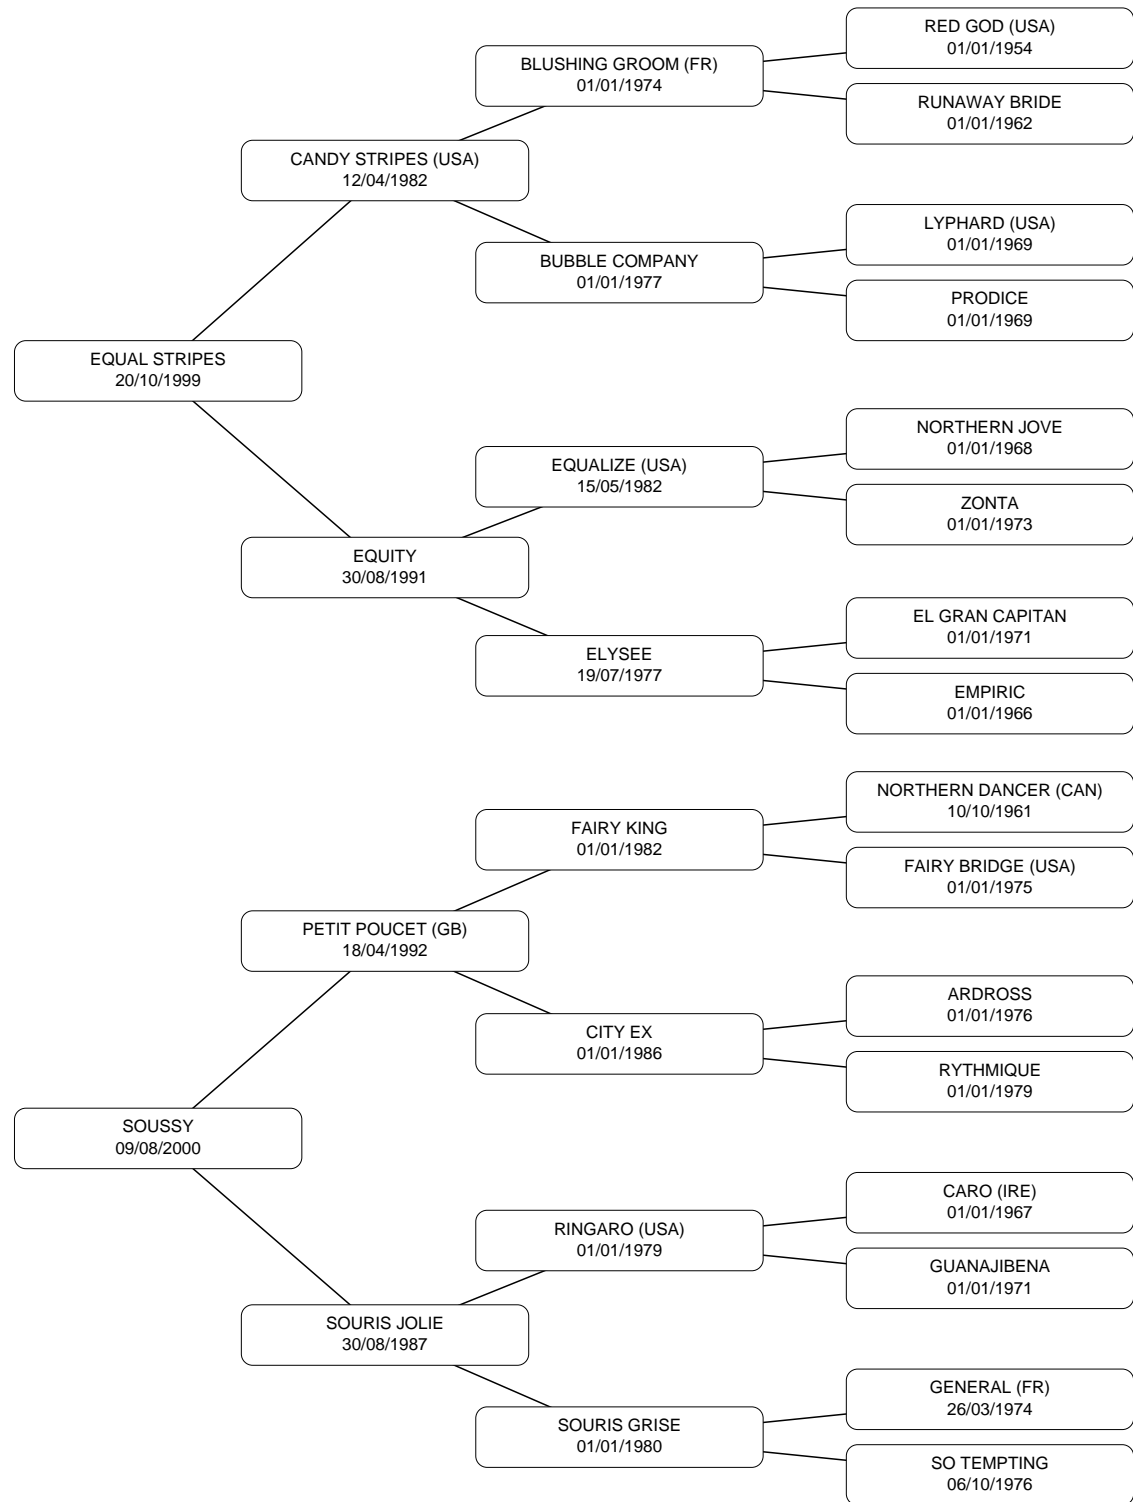 RED GOD (USA)
01/01/1954
BLUSHING GROOM (FR)
01/01/1974
RUNAWAY BRIDE
01/01/1962
CANDY STRIPES (USA)
12/04/1982
LYPHARD (USA)
01/01/1969
BUBBLE COMPANY
01/01/1977
PRODICE
01/01/1969
EQUAL STRIPES
20/10/1999
NORTHERN JOVE
01/01/1968
EQUALIZE (USA)
15/05/1982
ZONTA
01/01/1973
EQUITY
30/08/1991
EL GRAN CAPITAN
01/01/1971
ELYSEE
19/07/1977
EMPIRIC
01/01/1966
NORTHERN DANCER (CAN)
10/10/1961
FAIRY KING
01/01/1982
FAIRY BRIDGE (USA)
01/01/1975
PETIT POUCET (GB)
18/04/1992
ARDROSS
01/01/1976
CITY EX
01/01/1986
RYTHMIQUE
01/01/1979
SOUSSY
09/08/2000
CARO (IRE)
01/01/1967
RINGARO (USA)
01/01/1979
GUANAJIBENA
01/01/1971
SOURIS JOLIE
30/08/1987
GENERAL (FR)
26/03/1974
SOURIS GRISE
01/01/1980
SO TEMPTING
06/10/1976